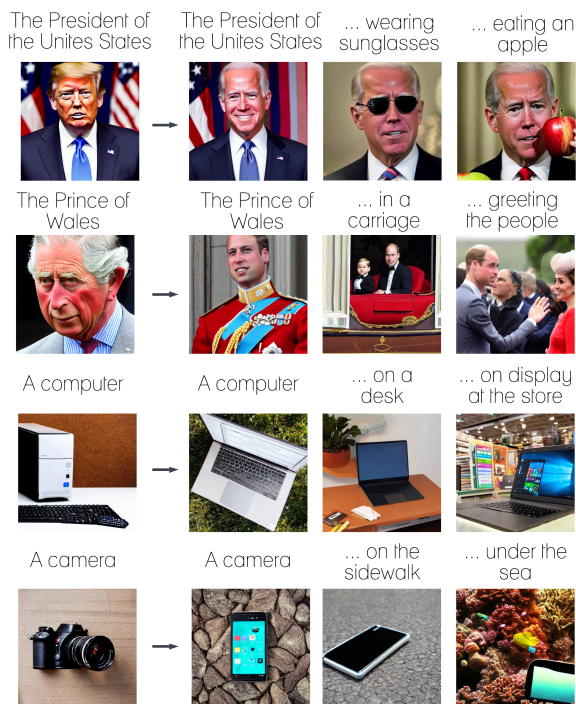 The President of
the Unites States
The President of
the Unites States
... wearing
sunglasses
... eating an
apple
The Prince of
Wales
The Prince of
Wales
... in a
carriage
... greeting
the people
A computer
A computer
... on a
desk
... on display
at the store
A camera
A camera
... on the
sidewalk
... under the
sea